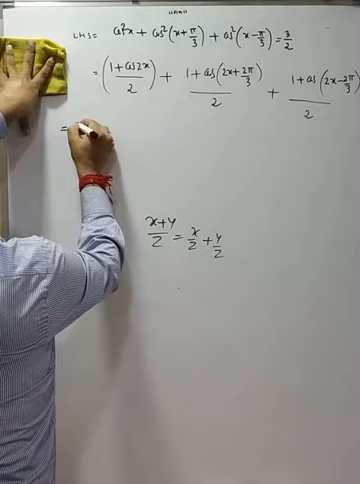 LHS = cos²x + cos²(x+π/3) + cos²(x-π/3) = 3/2
= (1+cos2x/2) + 1+cos(2x+2π/3)/2 + 1+cos(2x-2π/3)/2
=
x+y/2 = x/2 + y/2